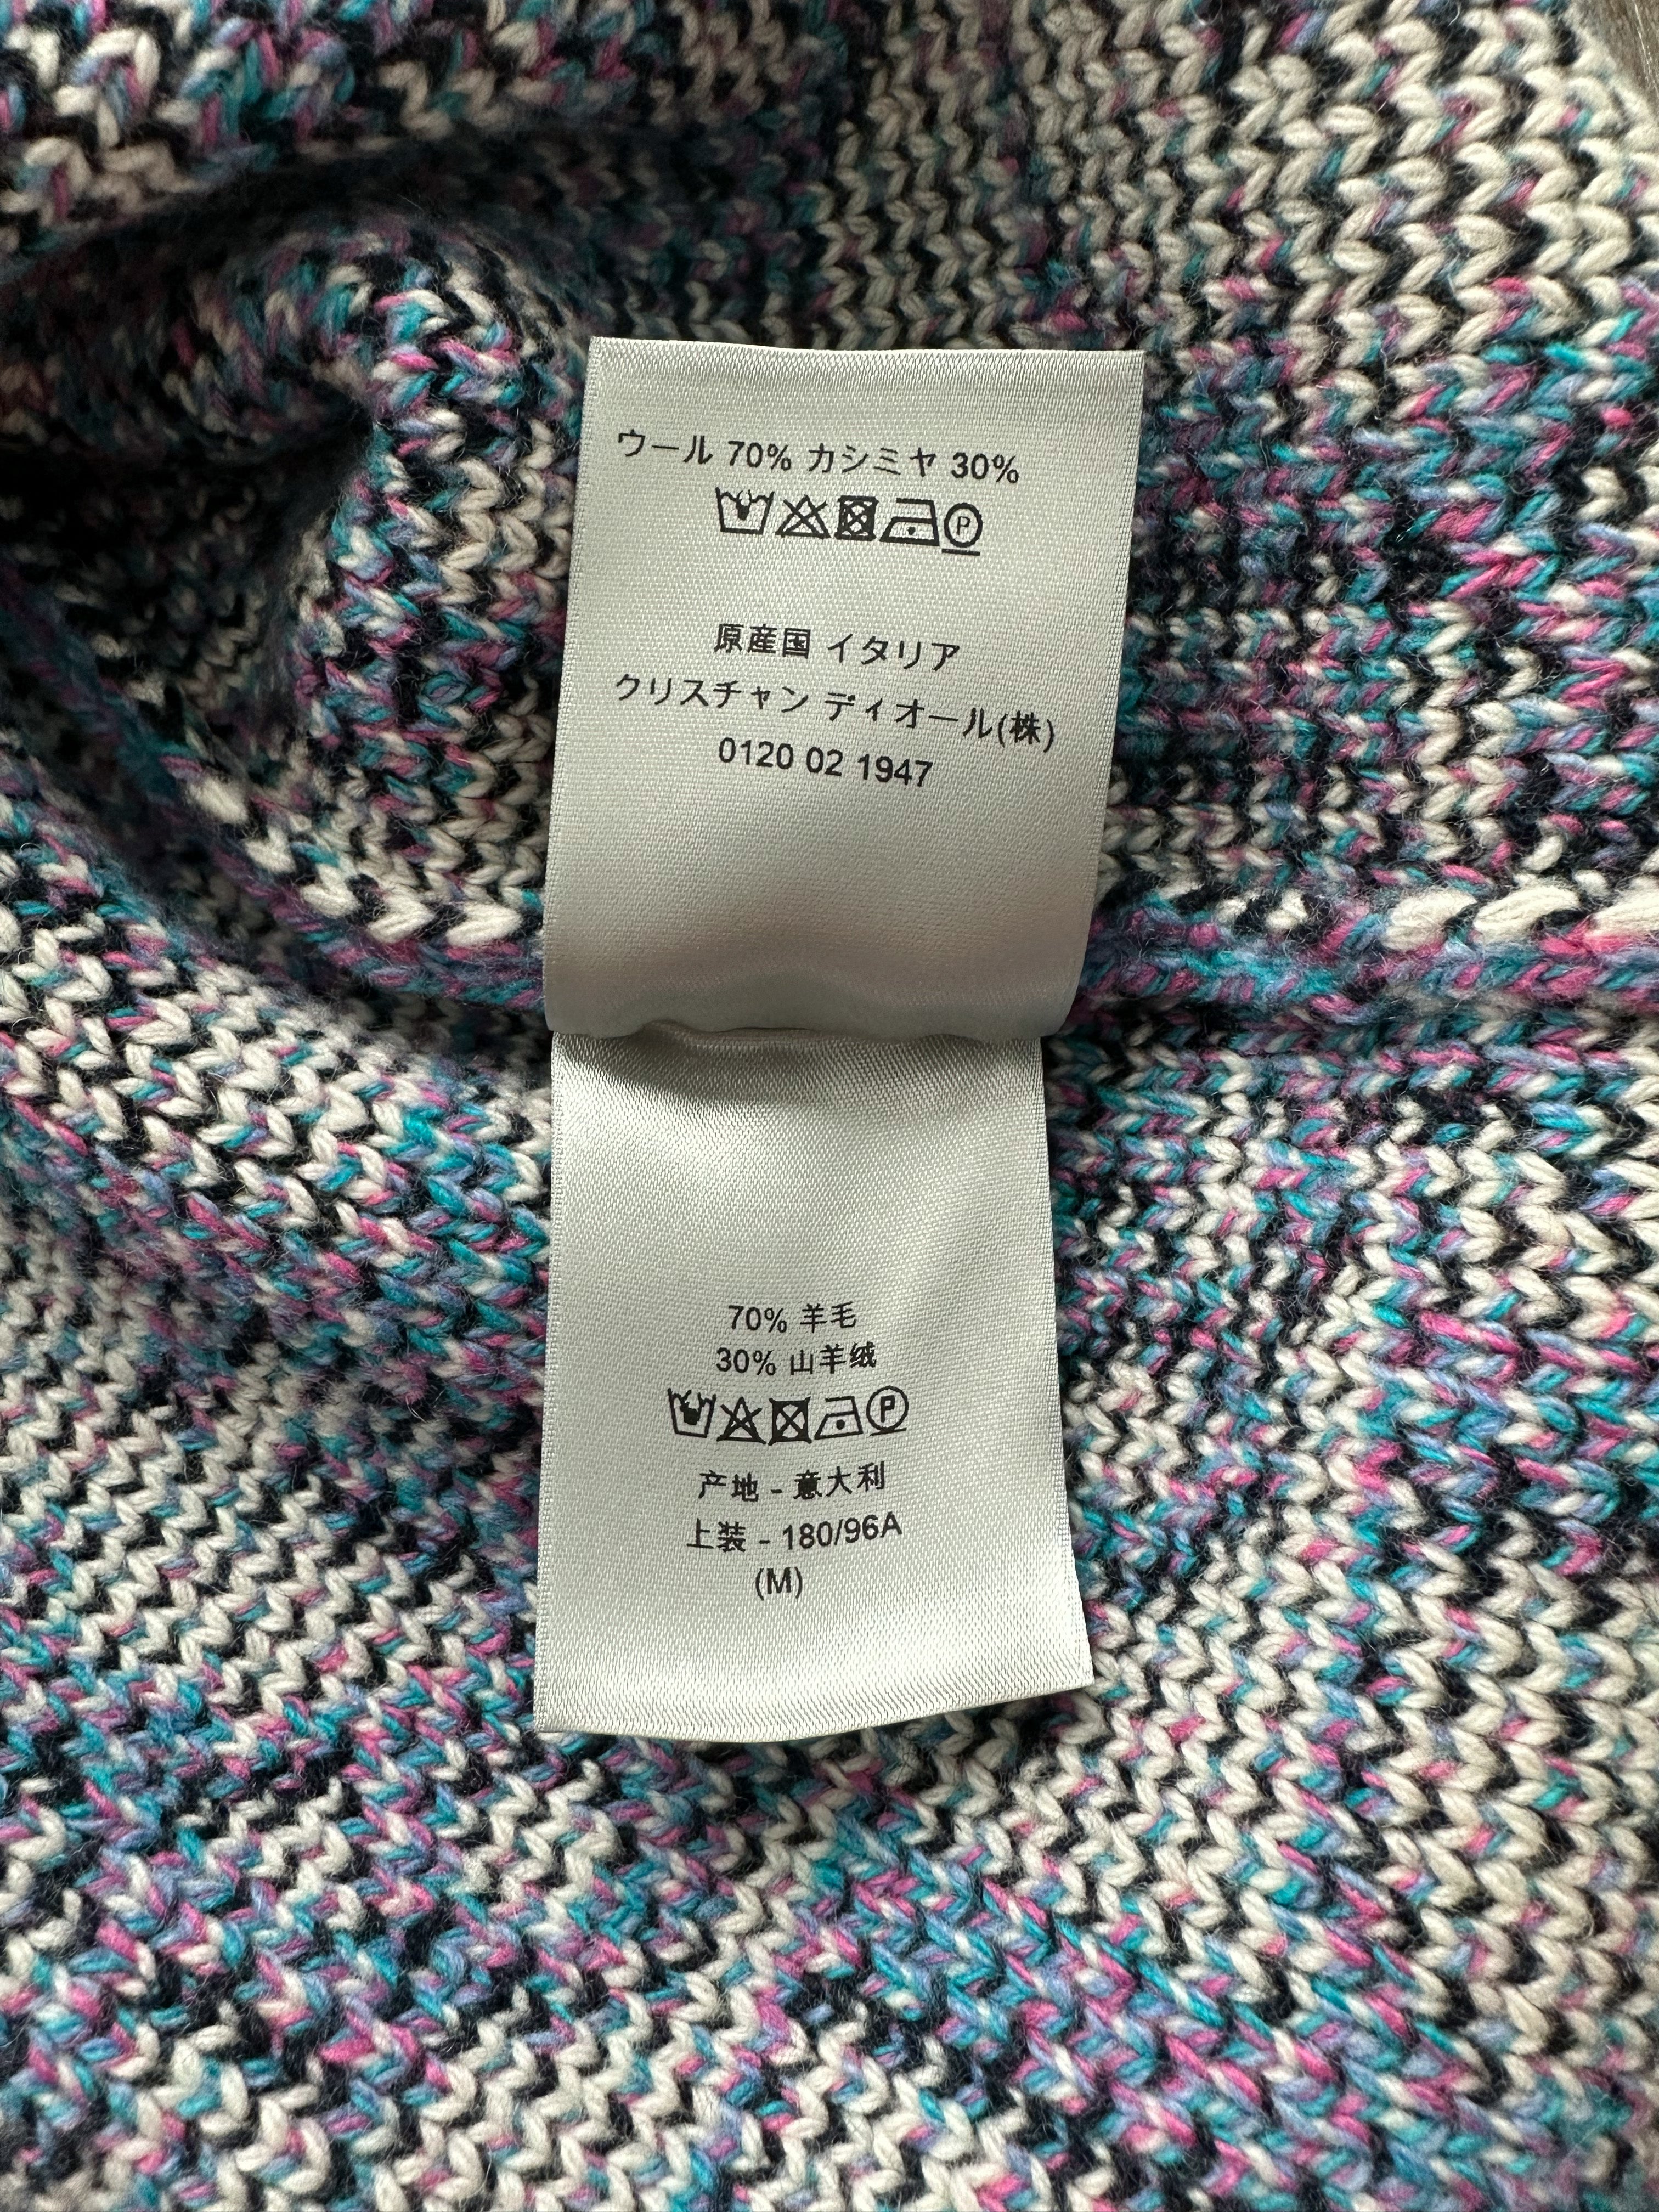 ウール 70% カシミヤ 30%
P
原産国 イタリア
クリスチャン ディオール(株)
0120 02 1947
70% 羊毛
30% 山羊绒
P
产地 - 意大利
上装 - 180/96A
(M)